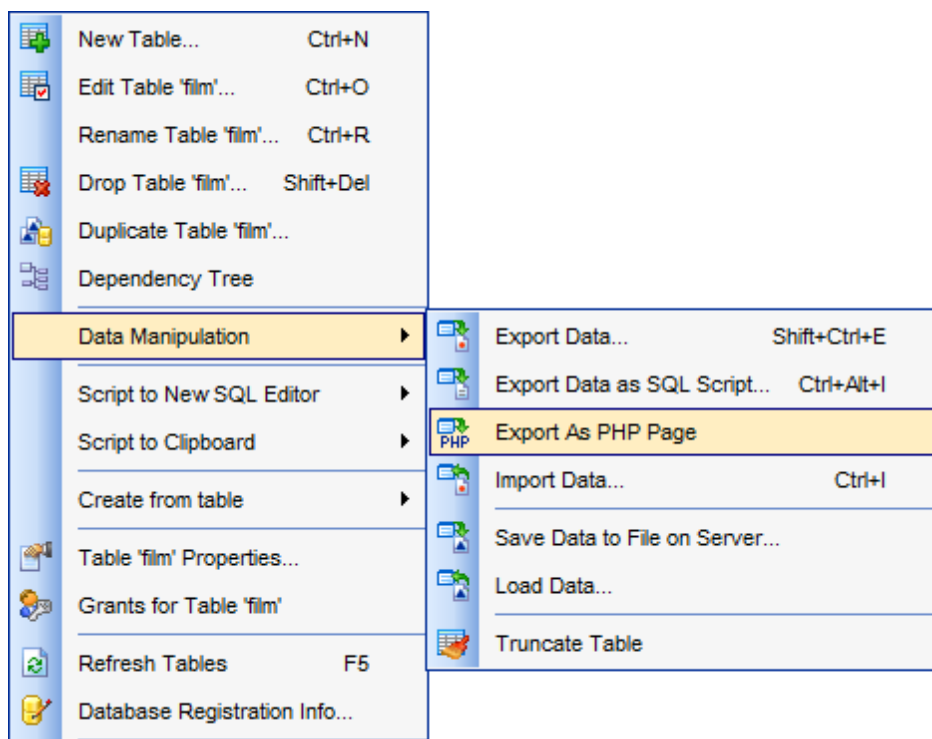 New Table... Ctrl+N
Edit Table 'film'... Ctrl+O
Rename Table 'film'... Ctrl+R
Drop Table 'film'... Shift+Del
Duplicate Table 'film'...
Dependency Tree
Data Manipulation
Script to New SQL Editor
Script to Clipboard
Create from table
Table 'film' Properties...
Grants for Table 'film'
Refresh Tables F5
Database Registration Info...
Export Data... Shift+Ctrl+E
Export Data as SQL Script... Ctrl+Alt+I
PHP Export As PHP Page
Import Data... Ctrl+I
Save Data to File on Server...
Load Data...
Truncate Table